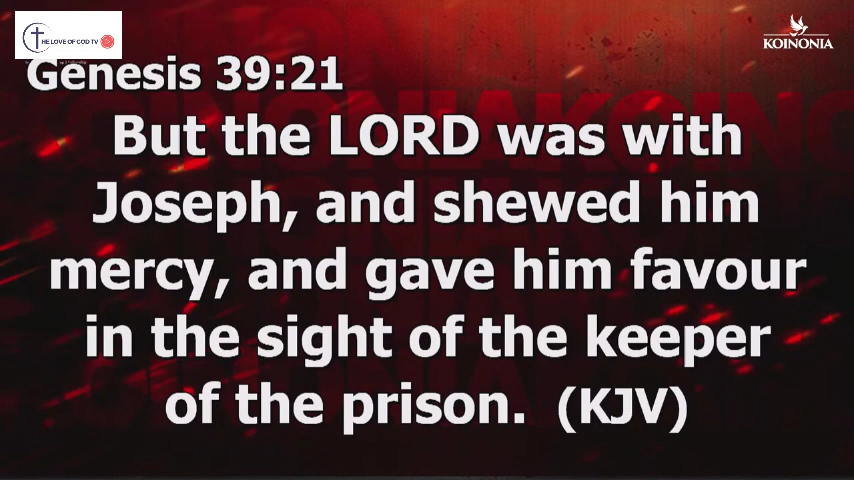 THE LOVE OF GOD TV
KOINONIA
Genesis 39:21
But the LORD was with
Joseph, and shewed him
mercy, and gave him favour
in the sight of the keeper
of the prison. (KJV)